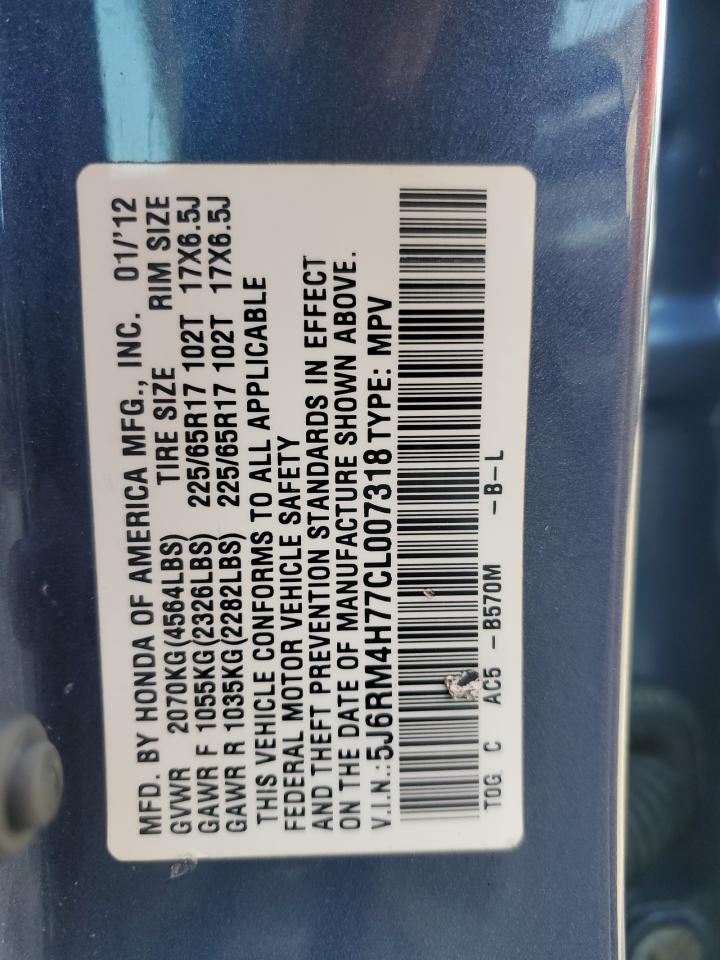 MFD. BY HONDA OF AMERICA MFG., INC. 01/'12
GVWR 2070KG(4564LBS) TIRE SIZE RIM SIZE
GAWR F 1055KG(2326LBS) 225/65R17 102T 17X6.5J
GAWR R 1035KG(2282LBS) 225/65R17 102T 17X6.5J
THIS VEHICLE CONFORMS TO ALL APPLICABLE
FEDERAL MOTOR VEHICLE SAFETY
AND THEFT PREVENTION STANDARDS IN EFFECT
ON THE DATE OF MANUFACTURE SHOWN ABOVE.
V.I.N.:5J6RM4H77CL007318 TYPE: MPV
TOG C AC5 -B570M -B-L